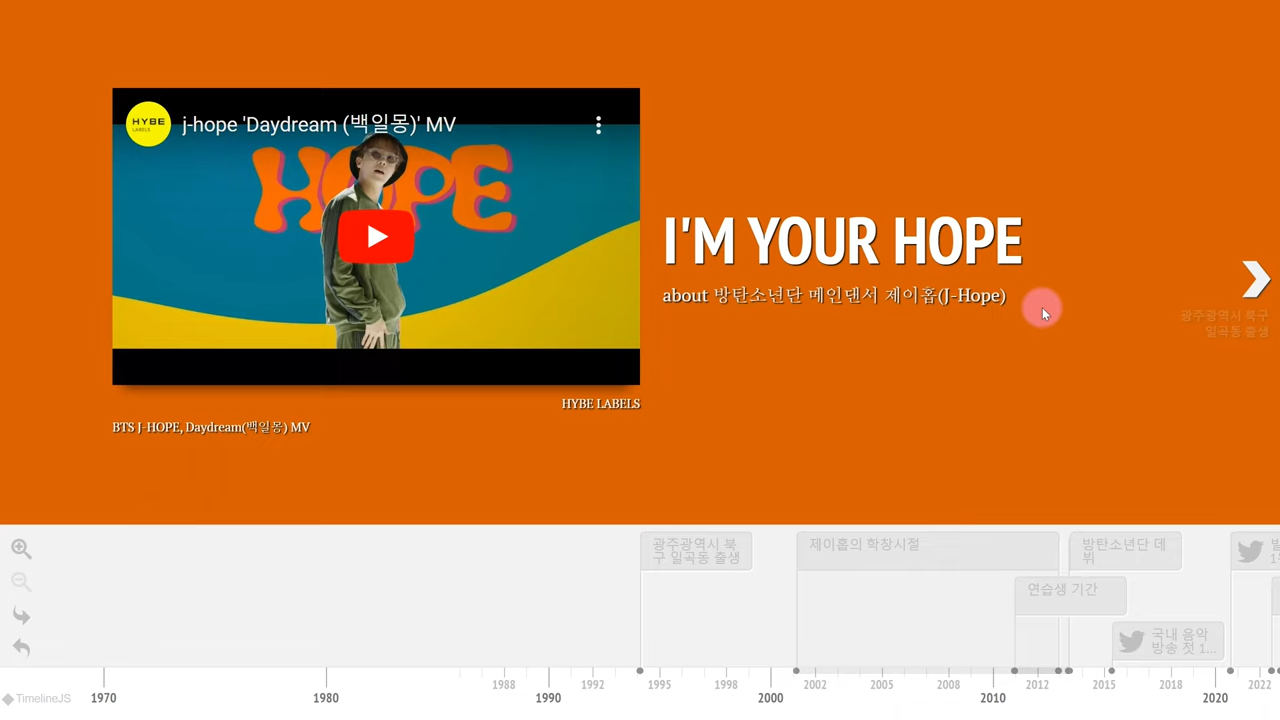 HYBE
LABELS
j-hope 'Daydream (백일몽)' MV
HOPE
I'M YOUR HOPE
about 방탄소년단 메인댄서 제이홉(J-Hope)
광주광역시 북구
일곡동 출생
HYBE LABELS
BTS J-HOPE, Daydream(백일몽) MV
광주광역시 북
구 일곡동 출생
제이홉의 학창시절
방탄소년단 데
뷔
연습생 기간
국내 음악
방송 첫 1...
TimelineJS
1970
1980
1988
1990
1992
1995
1998
2000
2002
2005
2008
2010
2012
2015
2018
2020
2022